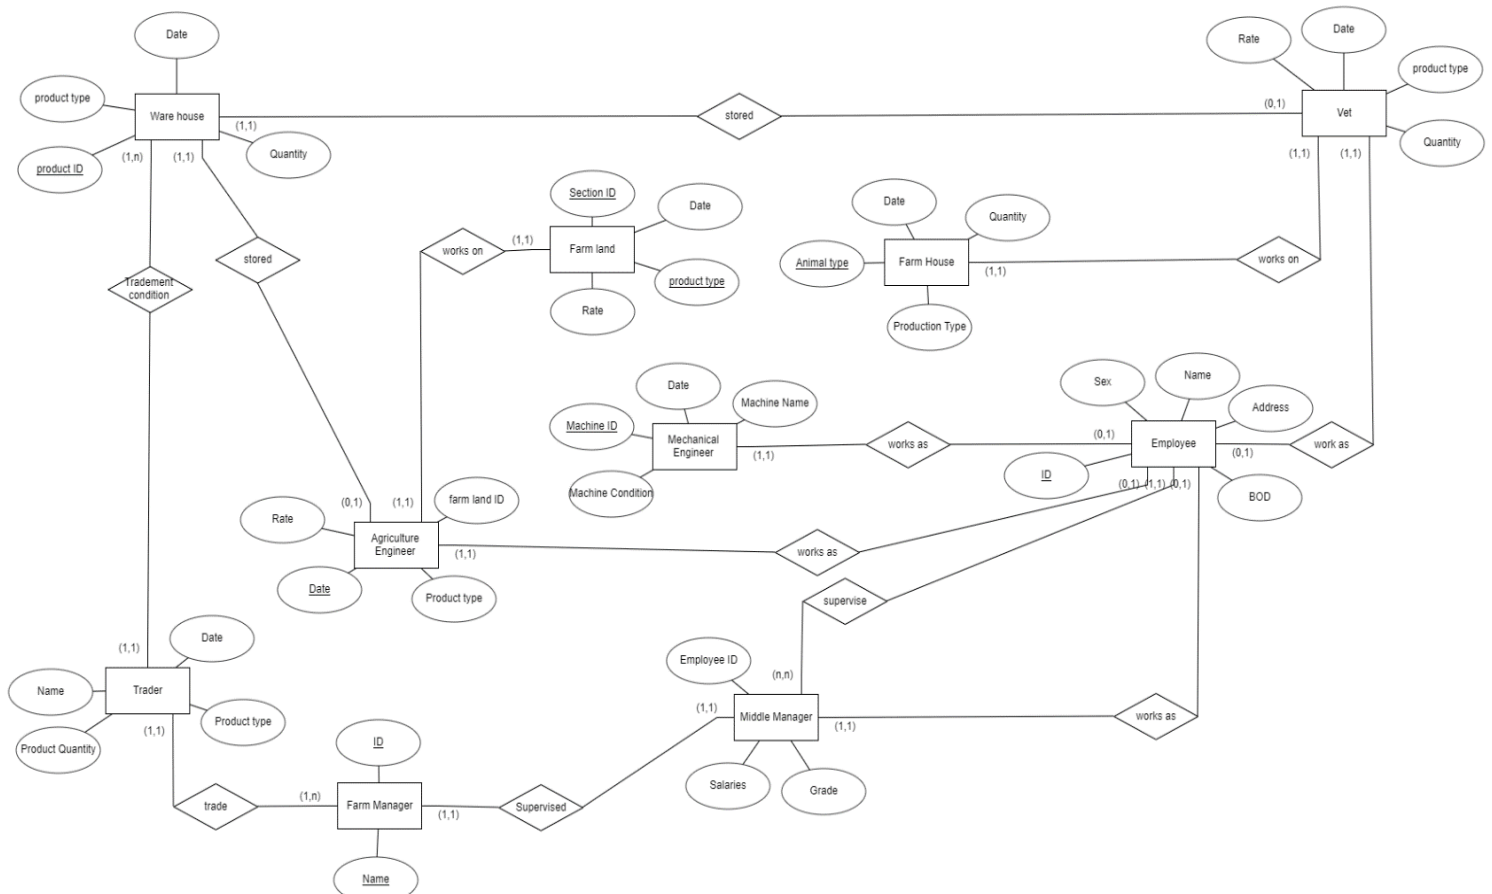 Date
Rate
Date
product type
Ware house
product ID
Quantity
(1,1)
(1,n)
(1,1)
stored
(0,1)
Vet
product type
Quantity
(1,1)
(1,1)
Section ID
Date
Farm land
product type
Rate
works on
(1,1)
Date
Quantity
Animal type
Farm House
Production Type
(1,1)
works on
stored
Tradement
condition
Date
Machine Name
Machine ID
Mechanical
Engineer
Machine Condition
(1,1)
works as
(0,1)
Sex
Name
Address
Employee
ID
BOD
(0,1)
work as
(0,1)
(1,1)
(0,1)
(0,1)
(1,1)
farm land ID
Rate
Agriculture
Engineer
Date
Product type
(1,1)
works as
supervise
(1,1)
Date
Name
Trader
Product Quantity
Product type
(1,1)
Employee ID
(n,n)
(1,1)
Middle Manager
(1,1)
Salaries
Grade
works as
ID
trade
(1,n)
Farm Manager
(1,1)
Supervised
Name